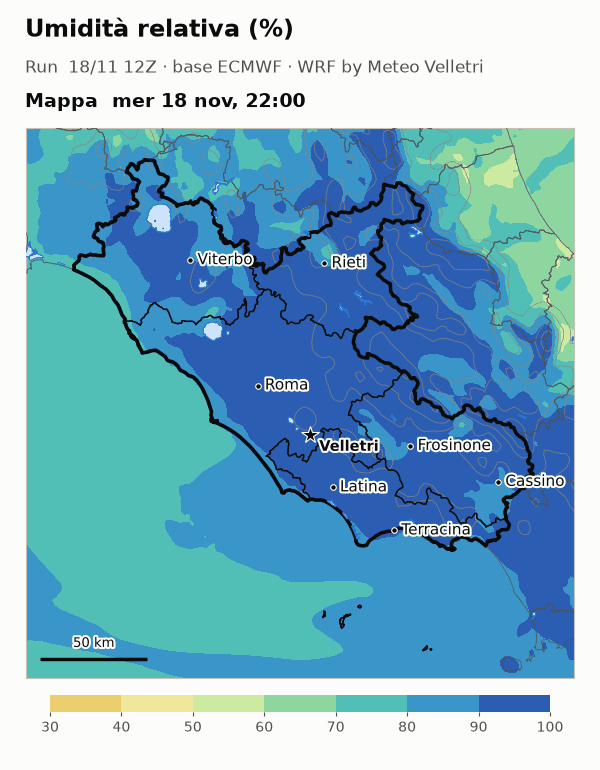 Umidità relativa (%)
Run  18/11 12Z · base ECMWF · WRF by Meteo Velletri
Mappa  mer 18 nov, 22:00
Viterbo
Rieti
Roma
Velletri
Frosinone
Latina
Cassino
Terracina
50 km
30 40 50 60 70 80 90 100